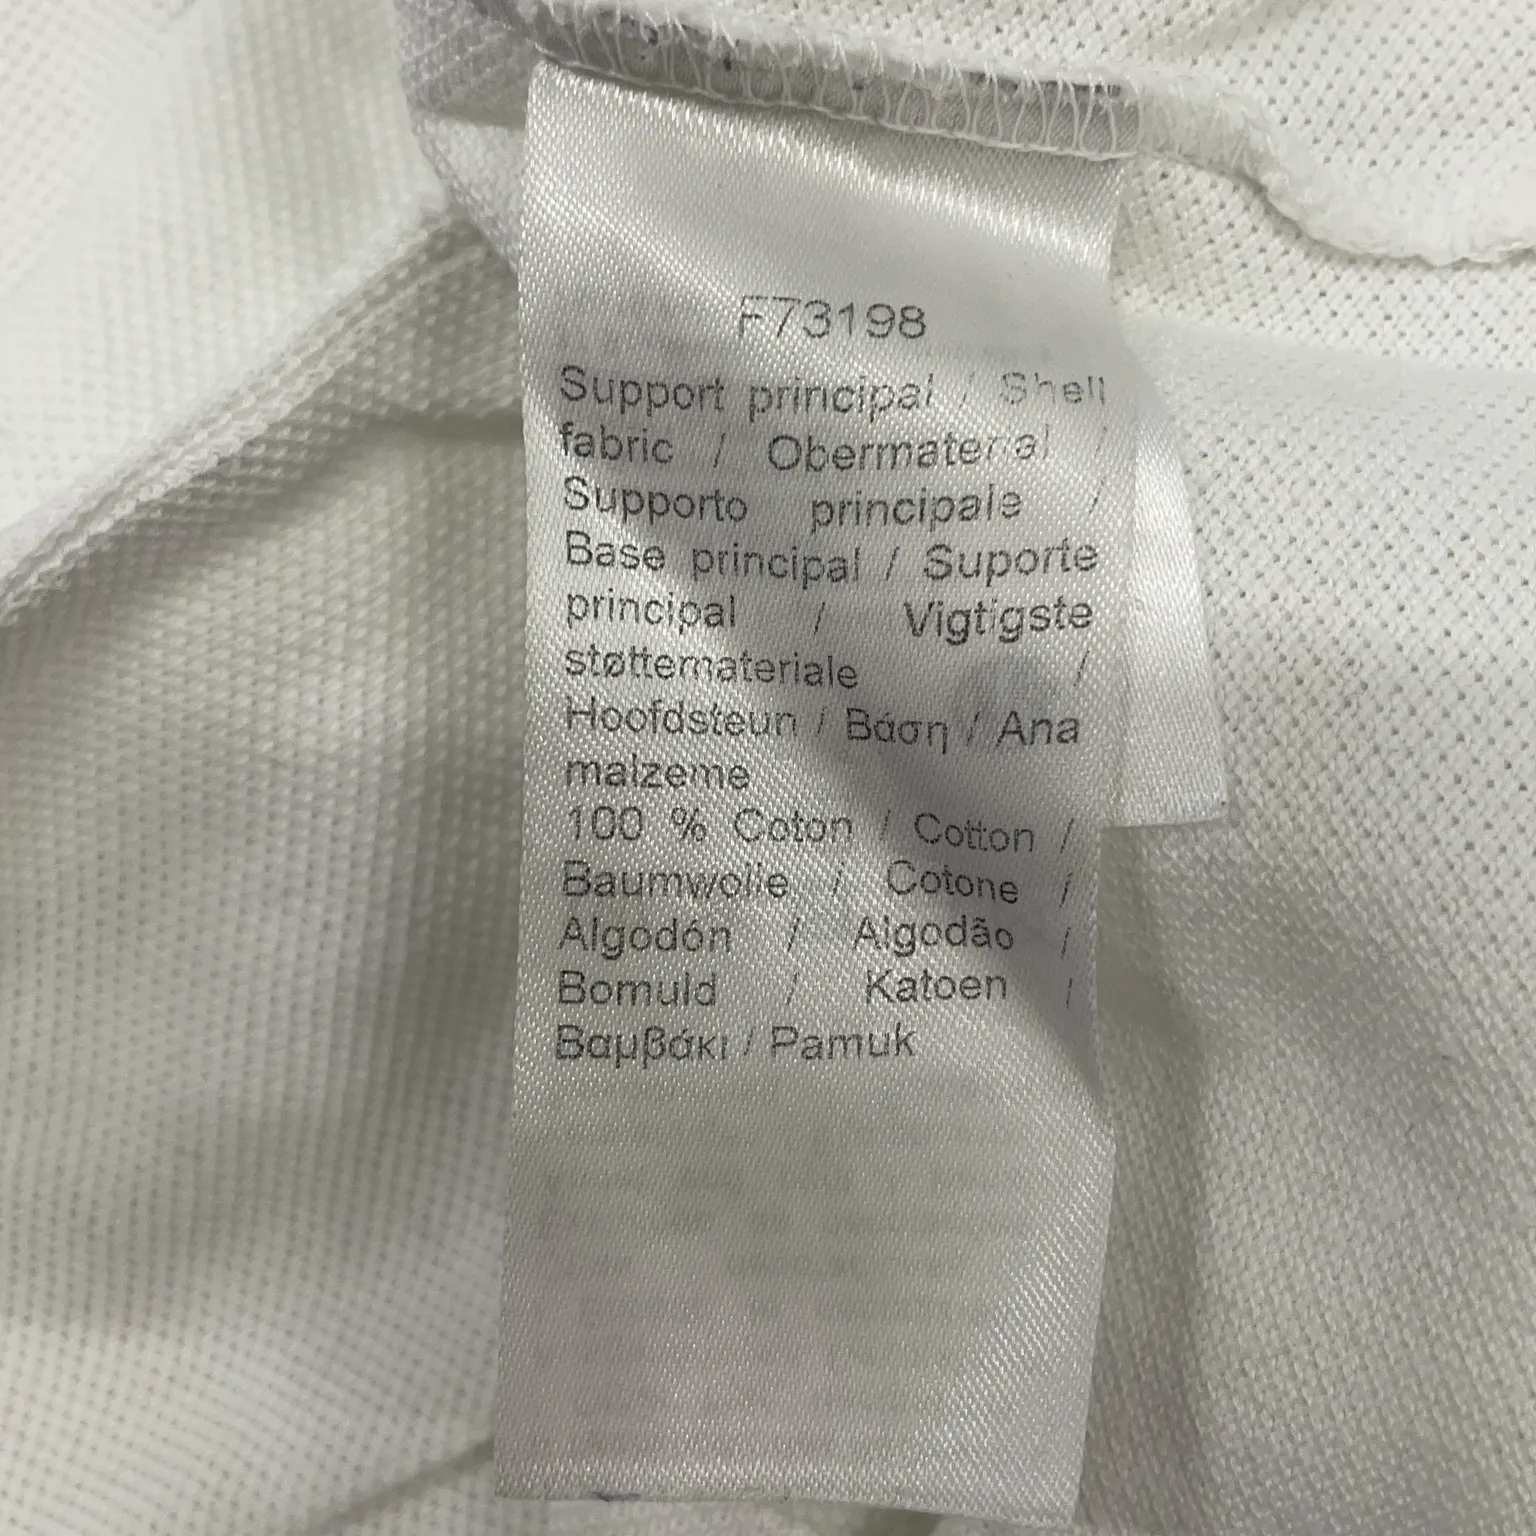 F73198
Support principal / Shell
fabric / Obermaterial /
Supporto principale /
Base principal / Suporte
principal / Vigtigste
støttemateriale /
Hoofdsteun / Βάση / Ana
malzeme
100 % Coton / Cotton /
Baumwolle / Cotone /
Algodón / Algodão /
Bomuld / Katoen /
Βαμβάκι / Pamuk